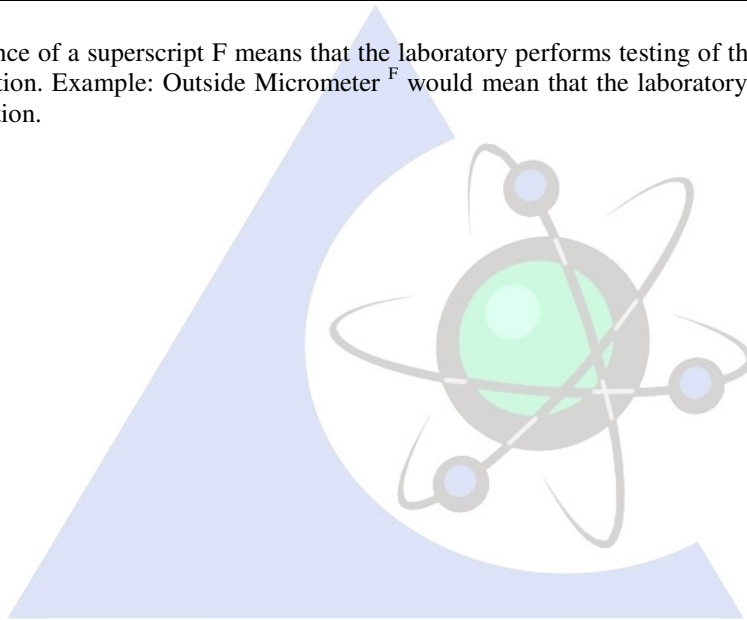 nce of a superscript F means that the laboratory performs testing of th
tion. Example: Outside Micrometer F would mean that the laboratory
tion.